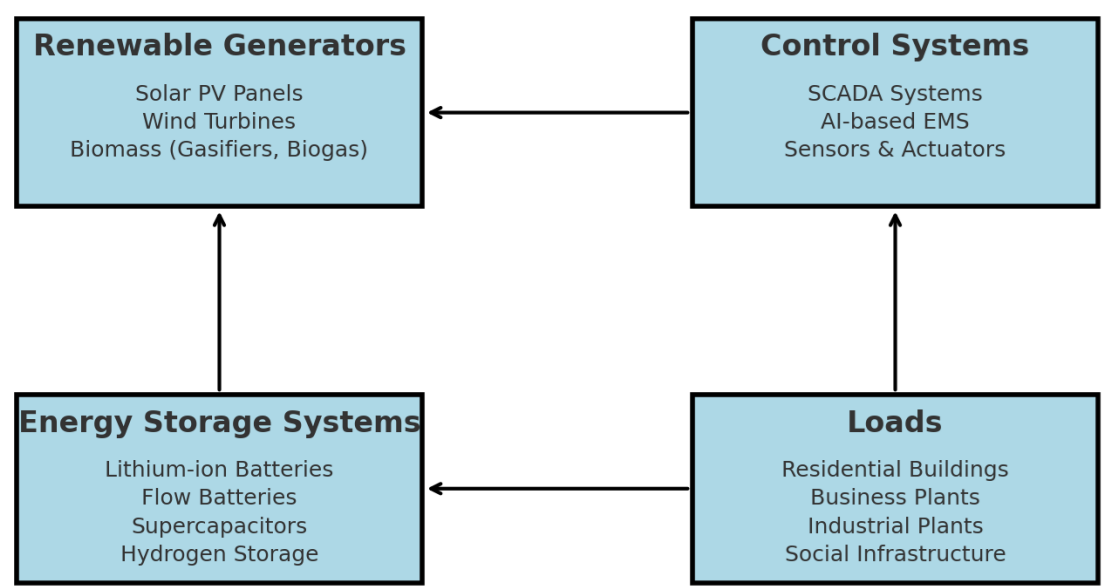 Renewable Generators
Solar PV Panels
Wind Turbines
Biomass (Gasifiers, Biogas)
Control Systems
SCADA Systems
AI-based EMS
Sensors & Actuators
Energy Storage Systems
Lithium-ion Batteries
Flow Batteries
Supercapacitors
Hydrogen Storage
Loads
Residential Buildings
Business Plants
Industrial Plants
Social Infrastructure